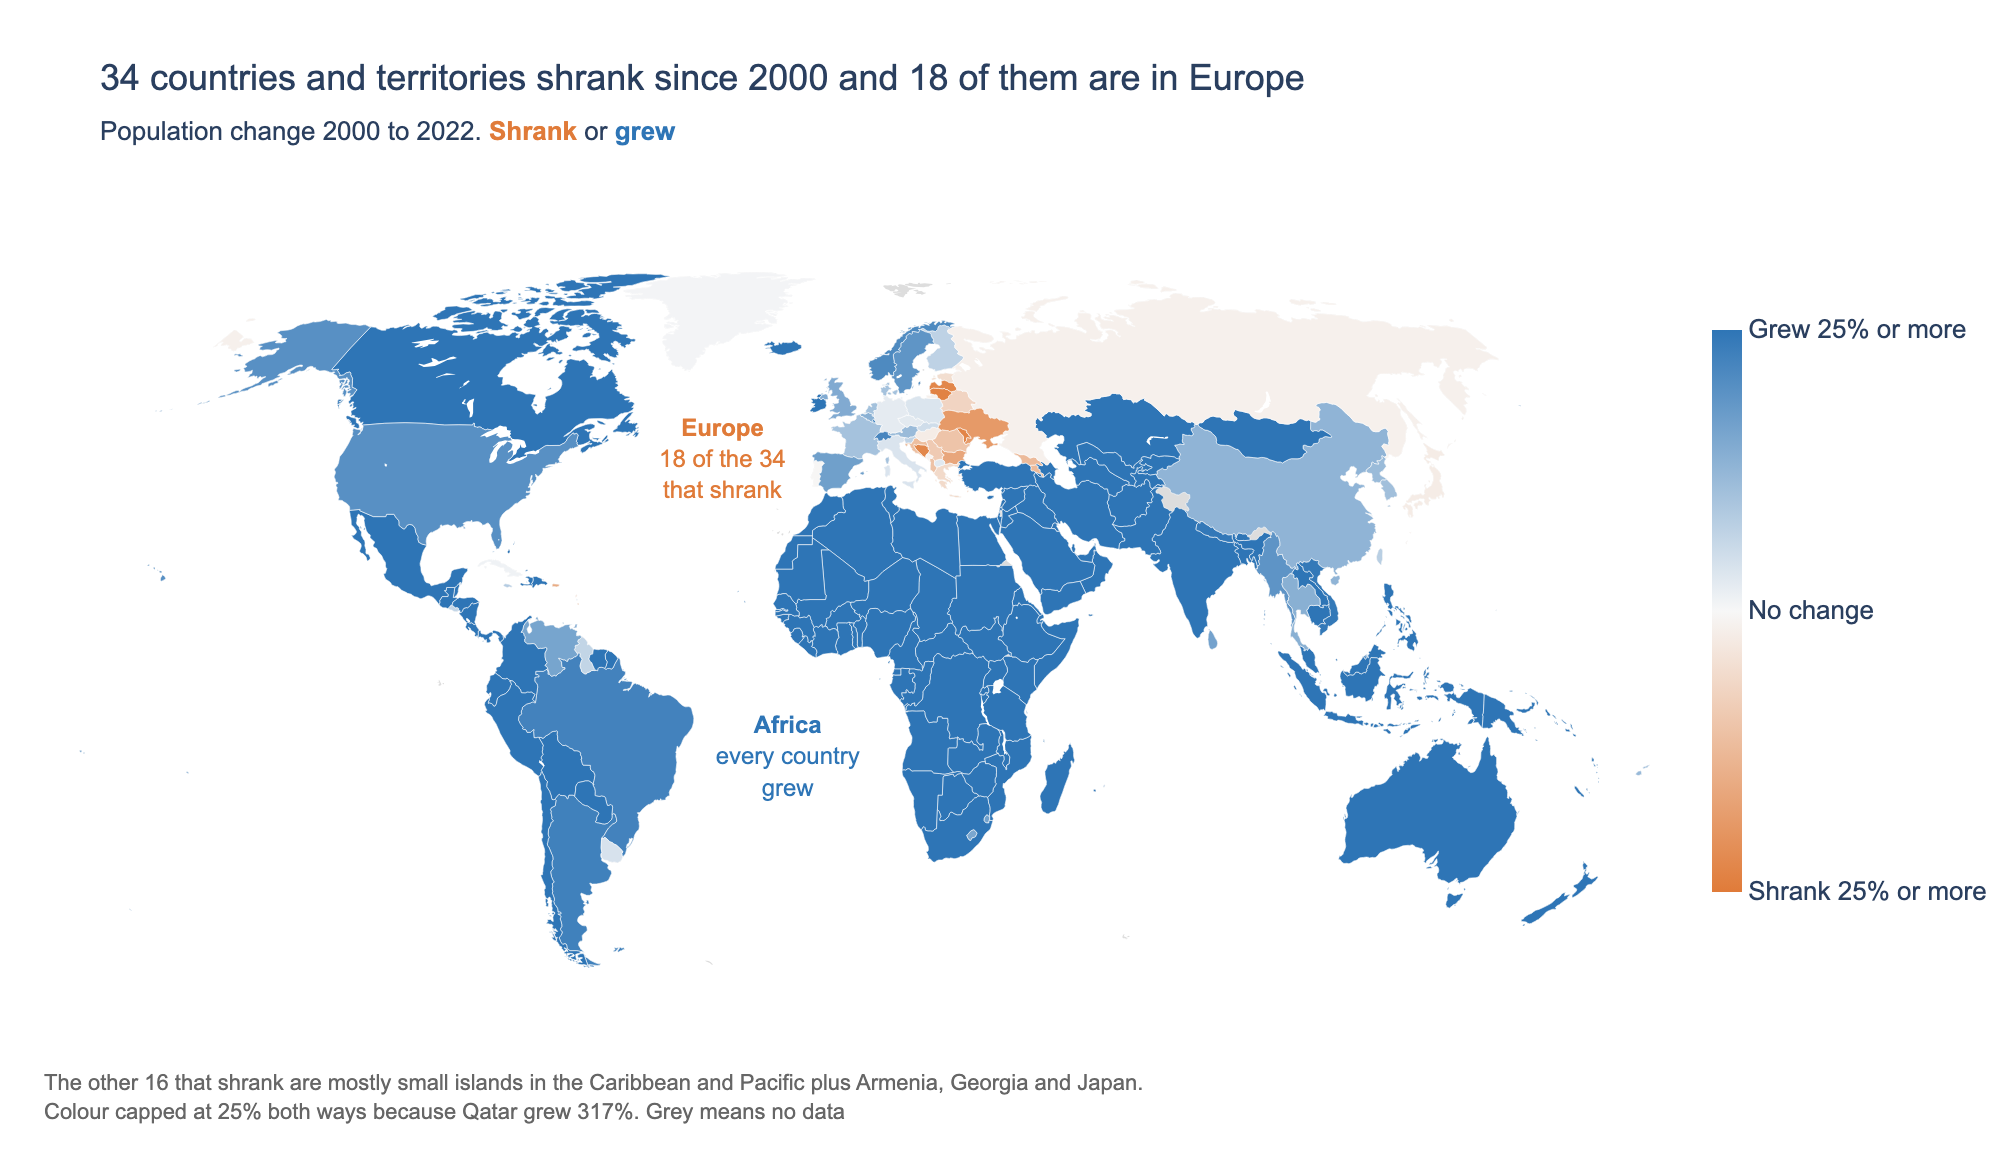 34 countries and territories shrank since 2000 and 18 of them are in Europe
Population change 2000 to 2022. Shrank or grew
Europe
18 of the 34
that shrank
Africa
every country
grew
Grew 25% or more
No change
Shrank 25% or more
The other 16 that shrank are mostly small islands in the Caribbean and Pacific plus Armenia, Georgia and Japan.
Colour capped at 25% both ways because Qatar grew 317%. Grey means no data